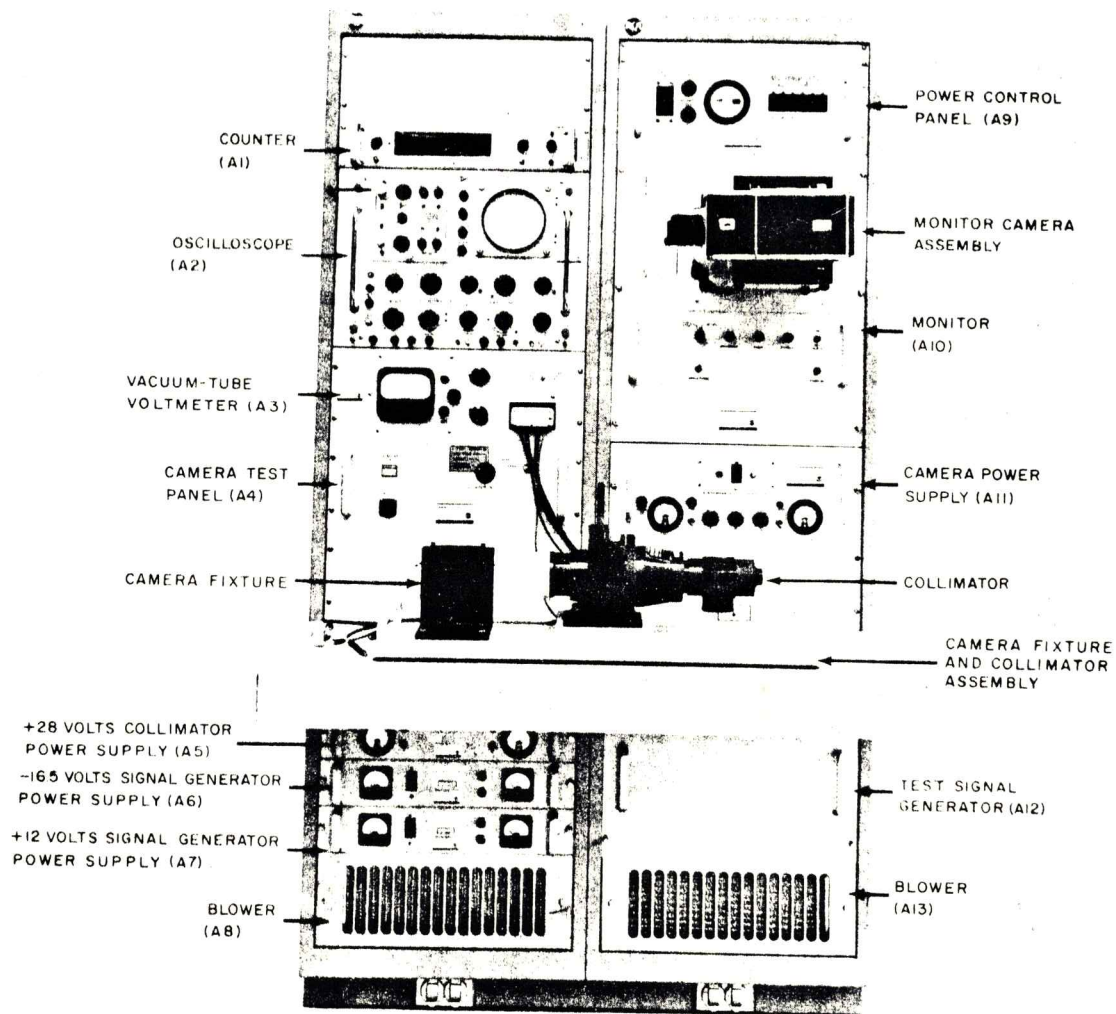 COUNTER
(A1)
OSCILLOSCOPE
(A2)
VACUUM-TUBE
VOLTMETER (A3)
CAMERA TEST
PANEL (A4)
CAMERA FIXTURE
+28 VOLTS COLLIMATOR
POWER SUPPLY (A5)
-165 VOLTS SIGNAL GENERATOR
POWER SUPPLY (A6)
+12 VOLTS SIGNAL GENERATOR
POWER SUPPLY (A7)
BLOWER
(A8)
POWER CONTROL
PANEL (A9)
MONITOR CAMERA
ASSEMBLY
MONITOR
(A10)
CAMERA POWER
SUPPLY (A11)
COLLIMATOR
CAMERA FIXTURE
AND COLLIMATOR
ASSEMBLY
TEST SIGNAL
GENERATOR (A12)
BLOWER
(A13)